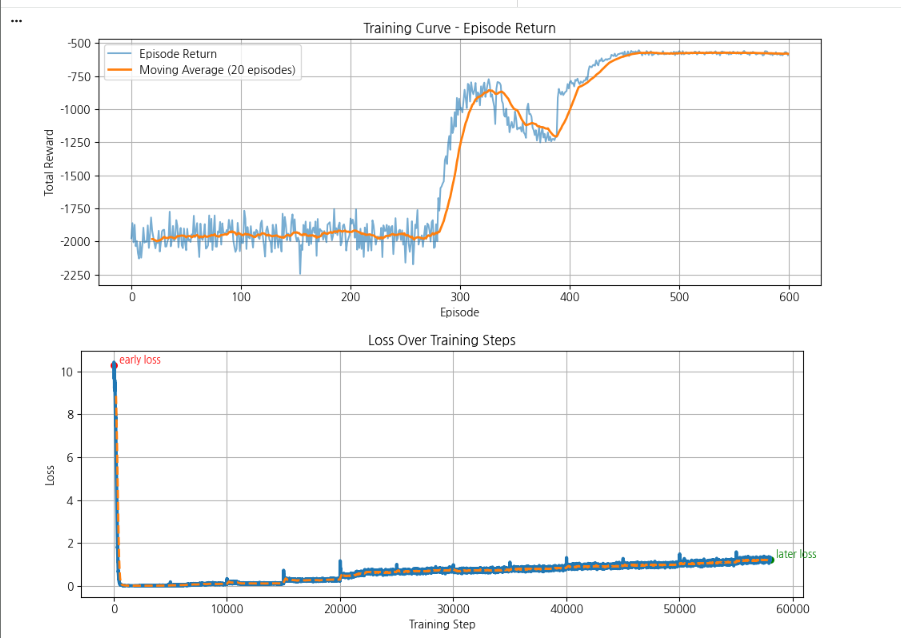 ...
Training Curve - Episode Return
-500
-750
-1000
-1250
-1500
-1750
-2000
-2250
Total Reward
Episode Return
Moving Average (20 episodes)
0 100 200 300 400 500 600
Episode
Loss Over Training Steps
10
8
6
4
2
0
Loss
early loss
later loss
0 10000 20000 30000 40000 50000 60000
Training Step